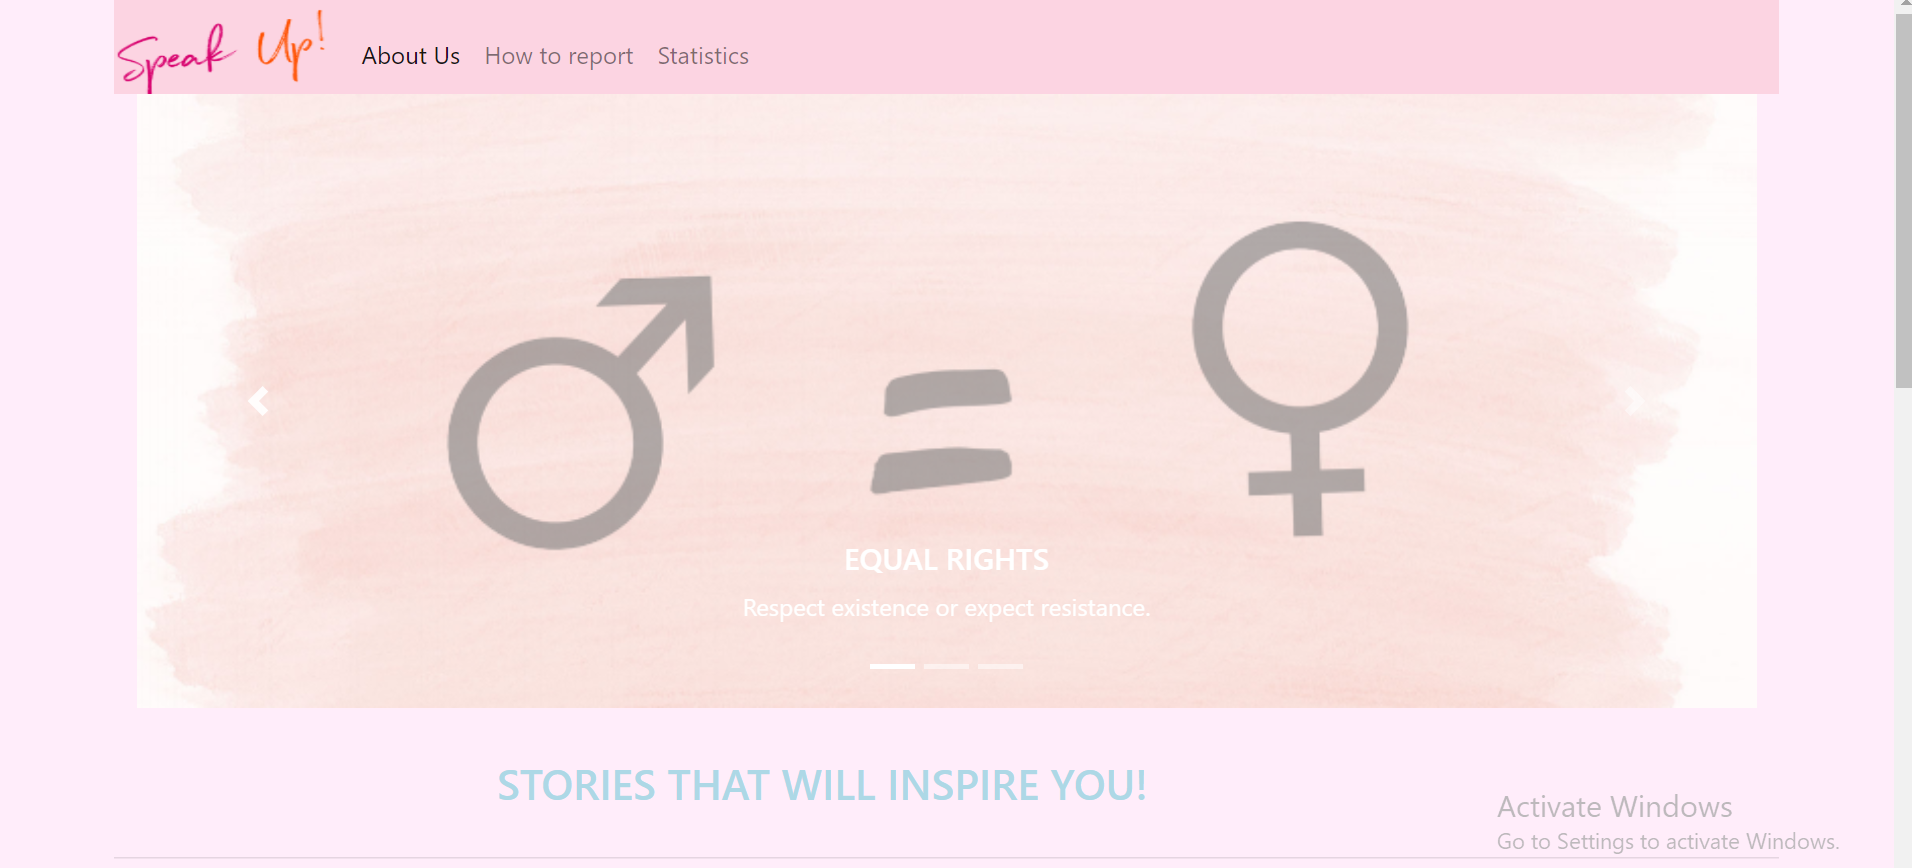 Speak Up!
About Us How to report Statistics
EQUAL RIGHTS
Respect existence or expect resistance.
STORIES THAT WILL INSPIRE YOU!
Activate Windows
Go to Settings to activate Windows.